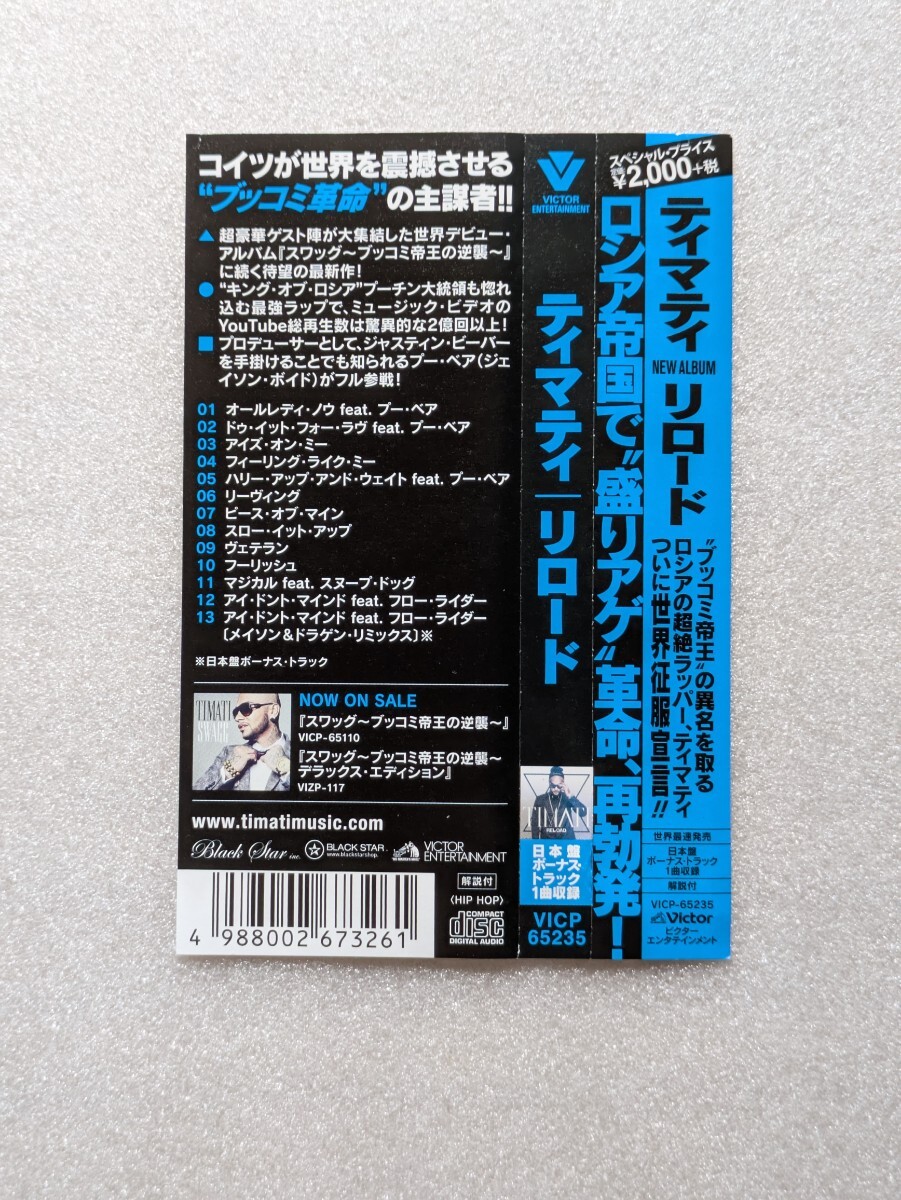 コイツが世界を震撼させる
“ブッコミ革命”の主謀者!!
▲ 超豪華ゲスト陣が大集結した世界デビュー・
アルバム『スワッグ～ブッコミ帝王の逆襲～』
に続く待望の最新作!
● “キング・オブ・ロシア”プーチン大統領も惚れ
込む最強ラップで、ミュージック・ビデオの
YouTube総再生数は驚異的な2億回以上!
■ プロデューサーとして、ジャスティン・ビーバー
を手掛けることでも知られるプー・ベア(ジェ
イソン・ボイド)がフル参戦!
01 オールレディ・ノウ feat. プー・ベア
02 ドゥ・イット・フォー・ラヴ feat. プー・ベア
03 アイズ・オン・ミー
04 フィーリング・ライク・ミー
05 ハリー・アップ・アンド・ウェイト feat. プー・ベア
06 リーヴィング
07 ピース・オブ・マイン
08 スロー・イット・アップ
09 ヴェテラン
10 フーリッシュ
11 マジカル feat. スヌープ・ドッグ
12 アイ・ドント・マインド feat. フロー・ライダー
13 アイ・ドント・マインド feat. フロー・ライダー
〔メイソン&ドラゲン・リミックス〕※
※日本盤ボーナス・トラック
TIMATI
SWAGG
NOW ON SALE
『スワッグ～ブッコミ帝王の逆襲～』
VICP-65110
『スワッグ～ブッコミ帝王の逆襲～
デラックス・エディション』
VIZP-117
www.timatimusic.com
Black Star inc.
BLACK STAR
www.blackstarshop.
VICTOR
ENTERTAINMENT
4 988002 673261
解説付
〈HIP HOP〉
COMPACT
disc
DIGITAL AUDIO
VICTOR
ENTERTAINMENT
ティマティ｜リロード
TIMATI
RELOAD
日本盤
ボーナス・
トラック
1曲収録
VICP
65235
ロシア帝国で“盛りアゲ”革命、再勃発!
スペシャル・プライス
定価¥2,000+税
ティマティ
NEW ALBUM
リロード
“ブッコミ帝王”の異名を取る
ロシアの超絶ラッパー、ティマティ
ついに世界征服宣言!!
世界最速発売
日本盤
ボーナス・トラック
1曲収録
解説付
VICP-65235
Victor
ビクター
エンタテインメント